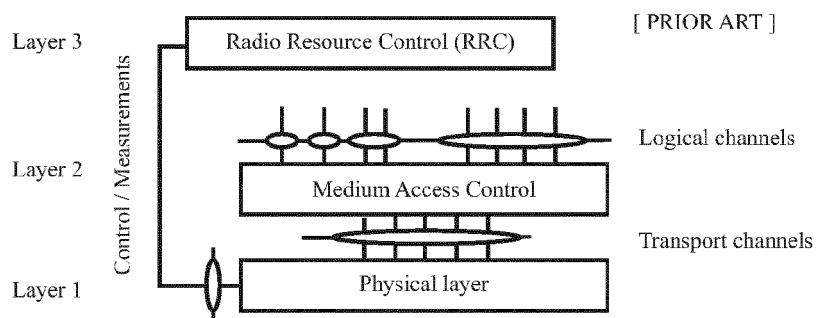 [ PRIOR ART ]
Layer 3
Radio Resource Control (RRC)
Control / Measurements
Logical channels
Layer 2
Medium Access Control
Transport channels
Layer 1
Physical layer